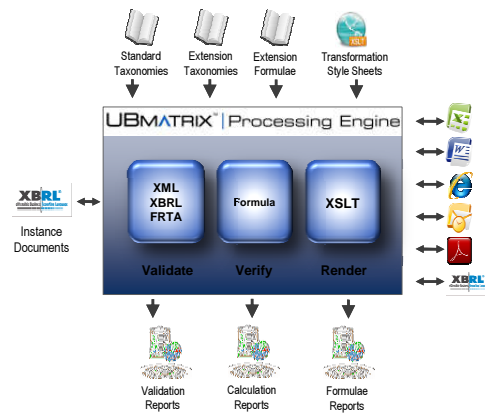 Standard
Taxonomies
Extension
Taxonomies
Extension
Formulae
XSLT
Transformation
Style Sheets
UBMATRIX™ | Processing Engine
XML
XBRL
FRTA
Formula
XSLT
Validate
Verify
Render
XBRL
Instance
Documents
XBRL
Validation
Reports
Calculation
Reports
Formulae
Reports